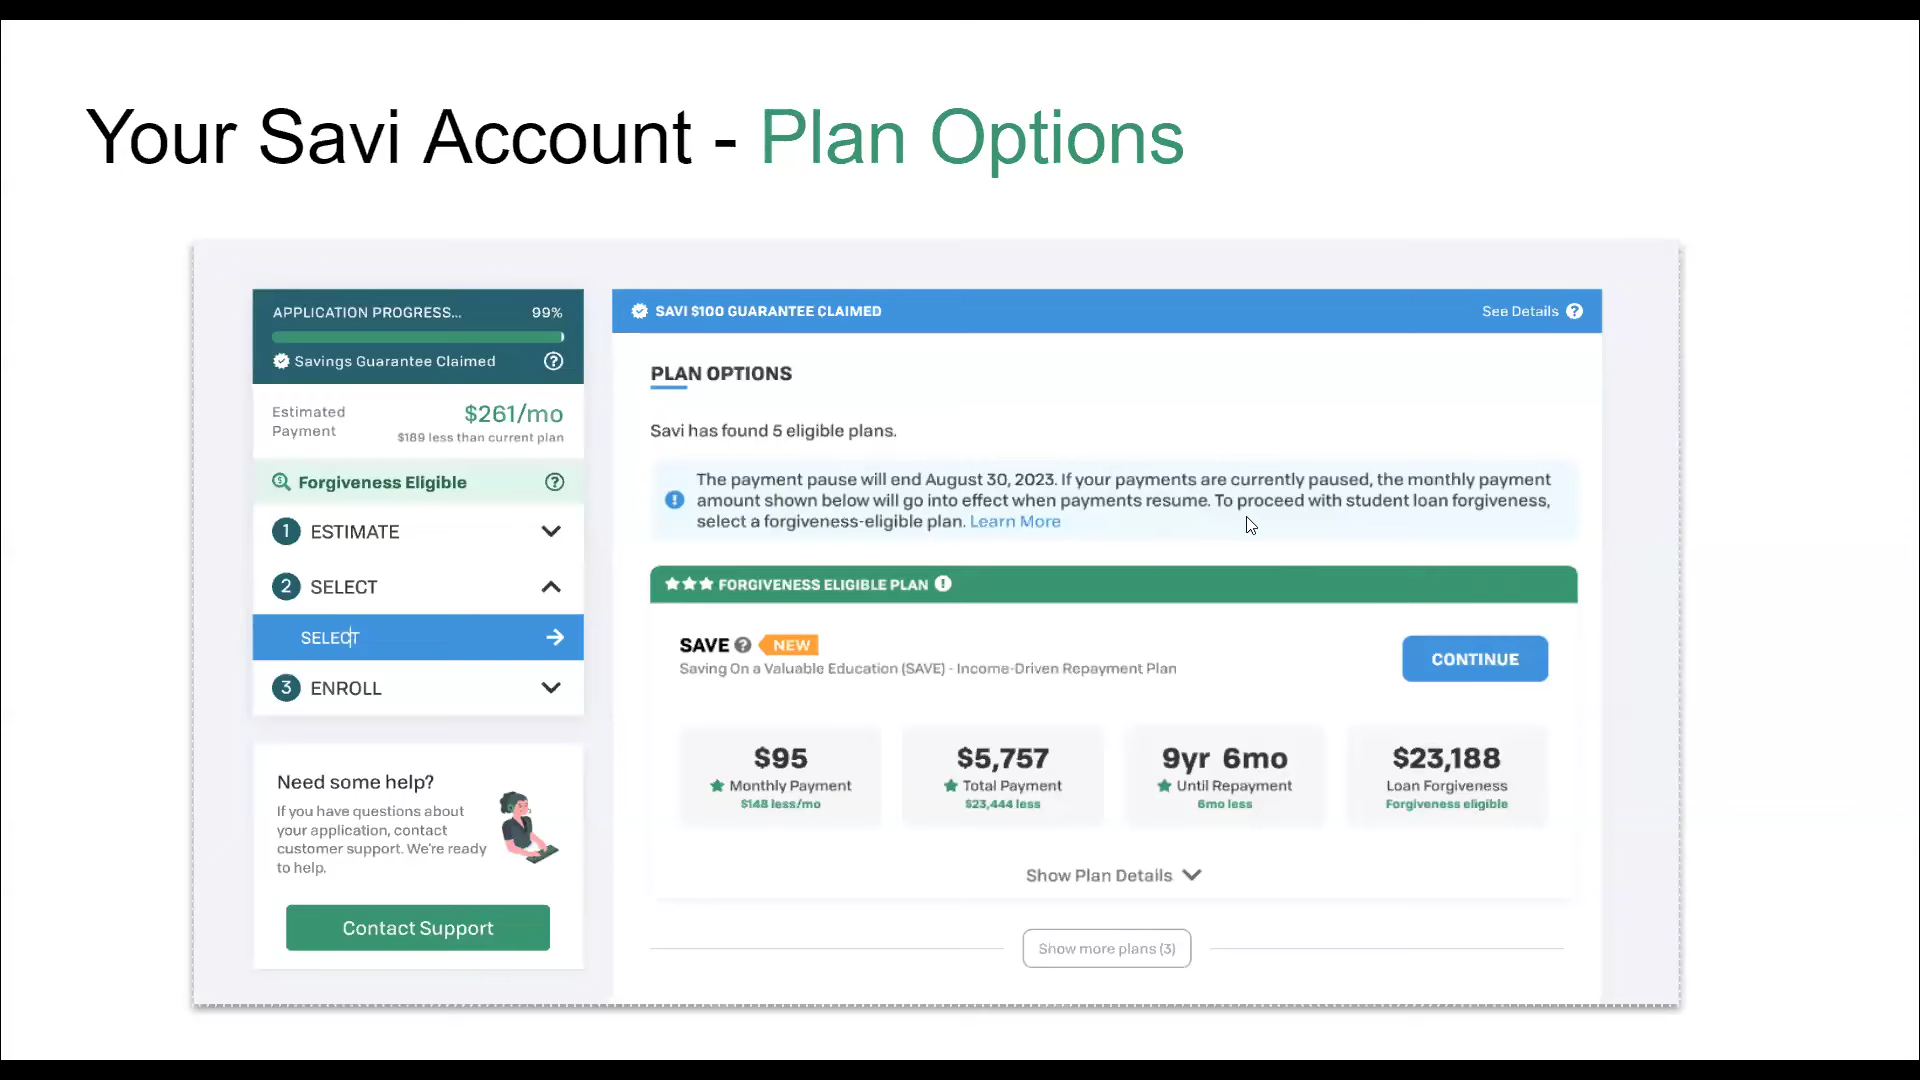 Your Savi Account - Plan Options
APPLICATION PROGRESS... 99%
Savings Guarantee Claimed
Estimated Payment
$261/mo
$189 less than current plan
Forgiveness Eligible
1 ESTIMATE
2 SELECT
SELECT
3 ENROLL
Need some help?
If you have questions about
your application, contact
customer support. We're ready
to help.
Contact Support
SAVI $100 GUARANTEE CLAIMED
See Details
PLAN OPTIONS
Savi has found 5 eligible plans.
The payment pause will end August 30, 2023. If your payments are currently paused, the monthly payment
amount shown below will go into effect when payments resume. To proceed with student loan forgiveness,
select a forgiveness-eligible plan. Learn More
FORGIVENESS ELIGIBLE PLAN
SAVE NEW
Saving On a Valuable Education (SAVE) - Income-Driven Repayment Plan
CONTINUE
$95
Monthly Payment
$148 less/mo
$5,757
Total Payment
$23,444 less
9yr 6mo
Until Repayment
6mo less
$23,188
Loan Forgiveness
Forgiveness eligible
Show Plan Details
Show more plans (3)